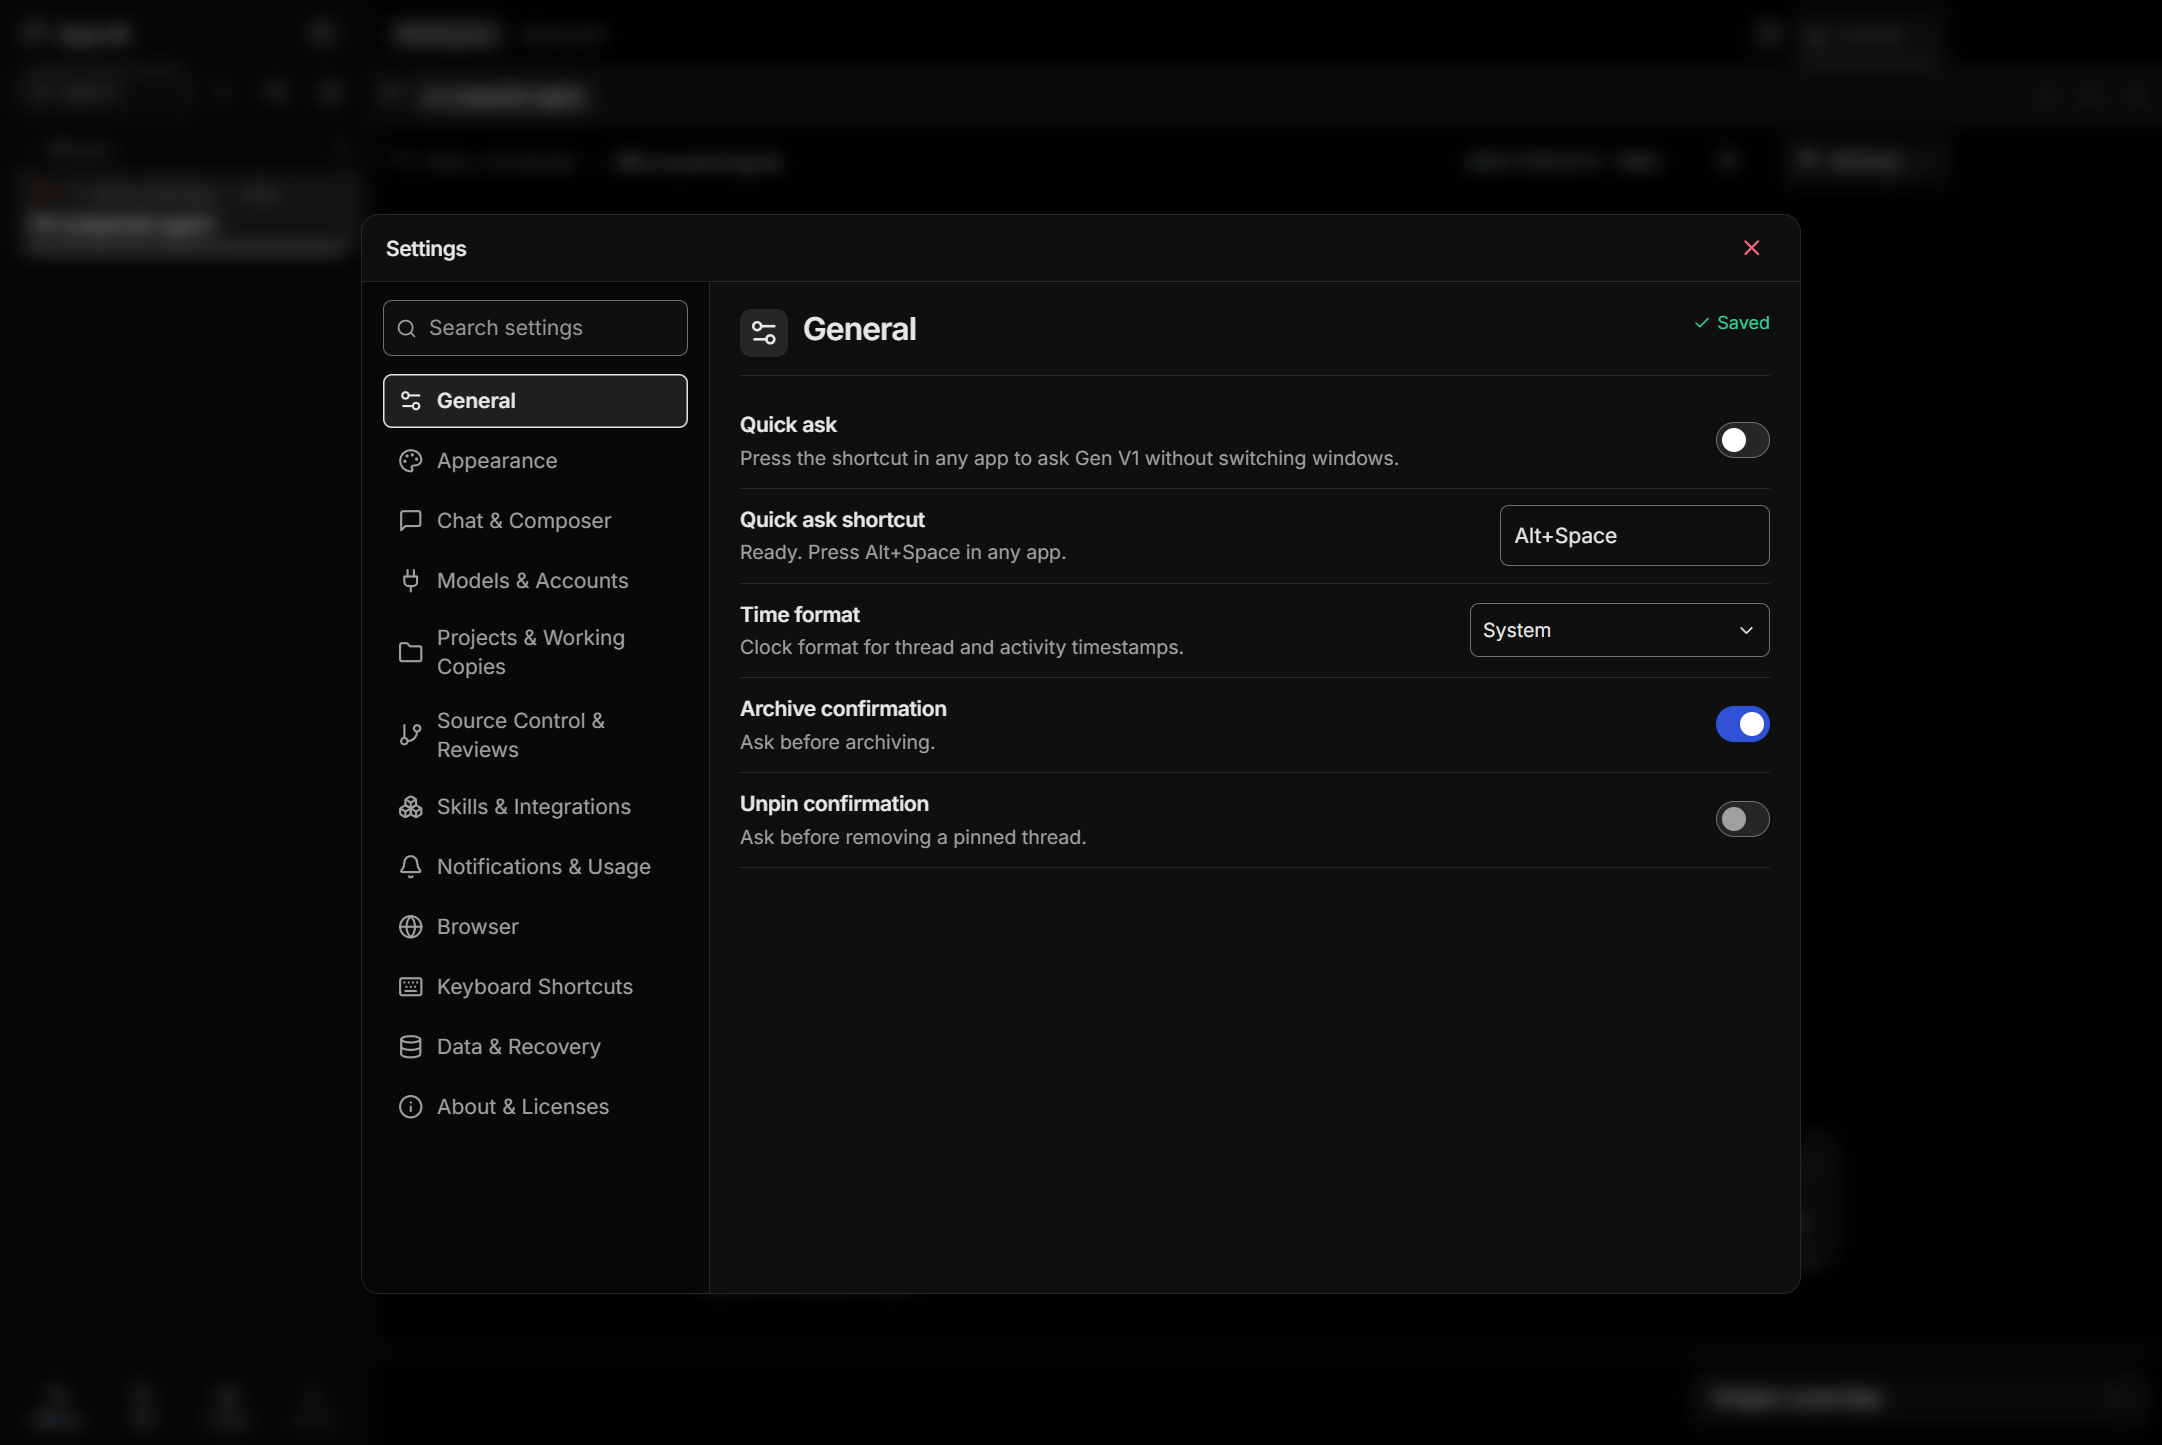 Settings
Search settings
General
Appearance
Chat & Composer
Models & Accounts
Projects & Working
Copies
Source Control &
Reviews
Skills & Integrations
Notifications & Usage
Browser
Keyboard Shortcuts
Data & Recovery
About & Licenses
General
Saved
Quick ask
Press the shortcut in any app to ask Gen V1 without switching windows.
Quick ask shortcut
Ready. Press Alt+Space in any app.
Alt+Space
Time format
Clock format for thread and activity timestamps.
System
Archive confirmation
Ask before archiving.
Unpin confirmation
Ask before removing a pinned thread.